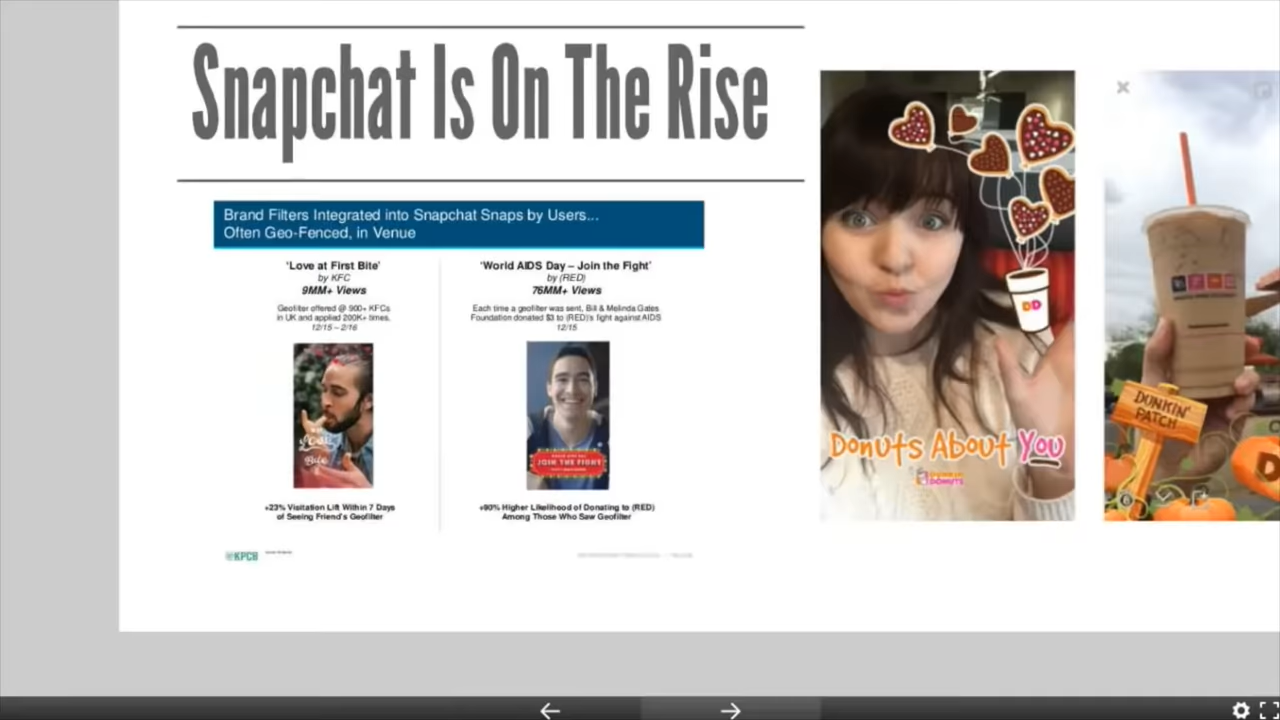 Snapchat Is On The Rise
Brand Filters Integrated into Snapchat Snaps by Users...
Often Geo-Fenced, in Venue
'Love at First Bite'
by KFC
9MM+ Views
Geofilter offered @ 900+ KFCs
in UK and applied 200K+ times,
12/15 – 2/16
Love
Bite
+23% Visitation Lift Within 7 Days
of Seeing Friend's Geofilter
'World AIDS Day – Join the Fight'
by (RED)
76MM+ Views
Each time a geofilter was sent, Bill & Melinda Gates
Foundation donated $3 to (RED)'s fight against AIDS
12/15
JOIN THE FIGHT
+90% Higher Likelihood of Donating to (RED)
Among Those Who Saw Geofilter
KPCB
DD
Donuts About You
DUNKIN'
DONUTS
DUNKIN'
PATCH
D